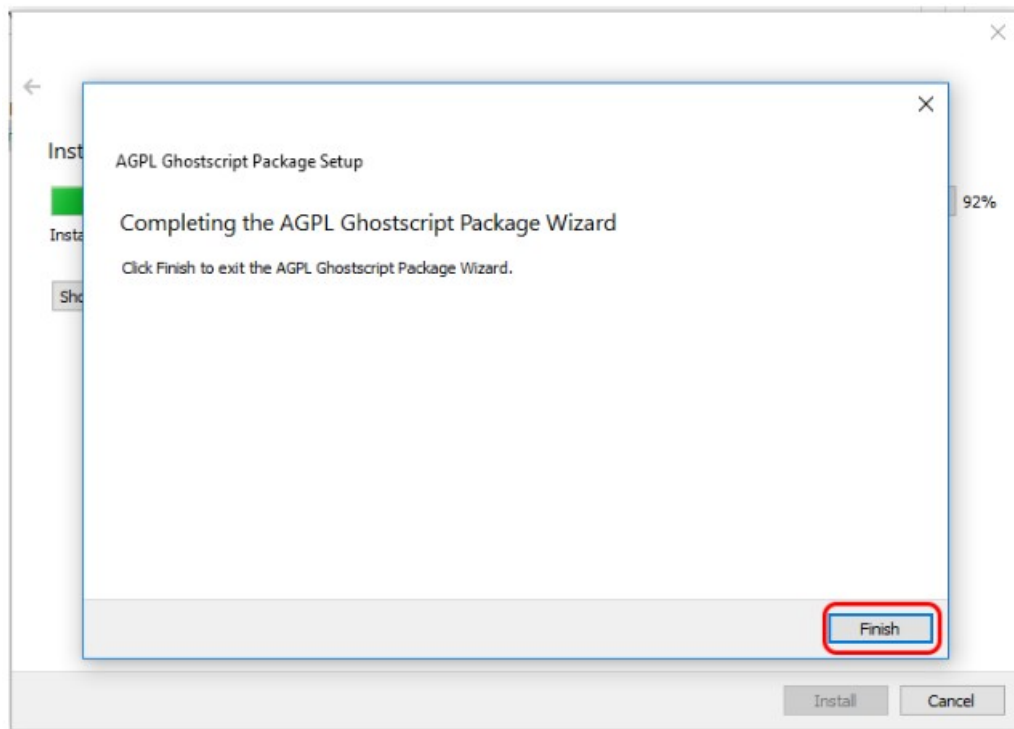 AGPL Ghostscript Package Setup
Inst
92%
Completing the AGPL Ghostscript Package Wizard
Insta
Click Finish to exit the AGPL Ghostscript Package Wizard.
Sho
Finish
Install
Cancel